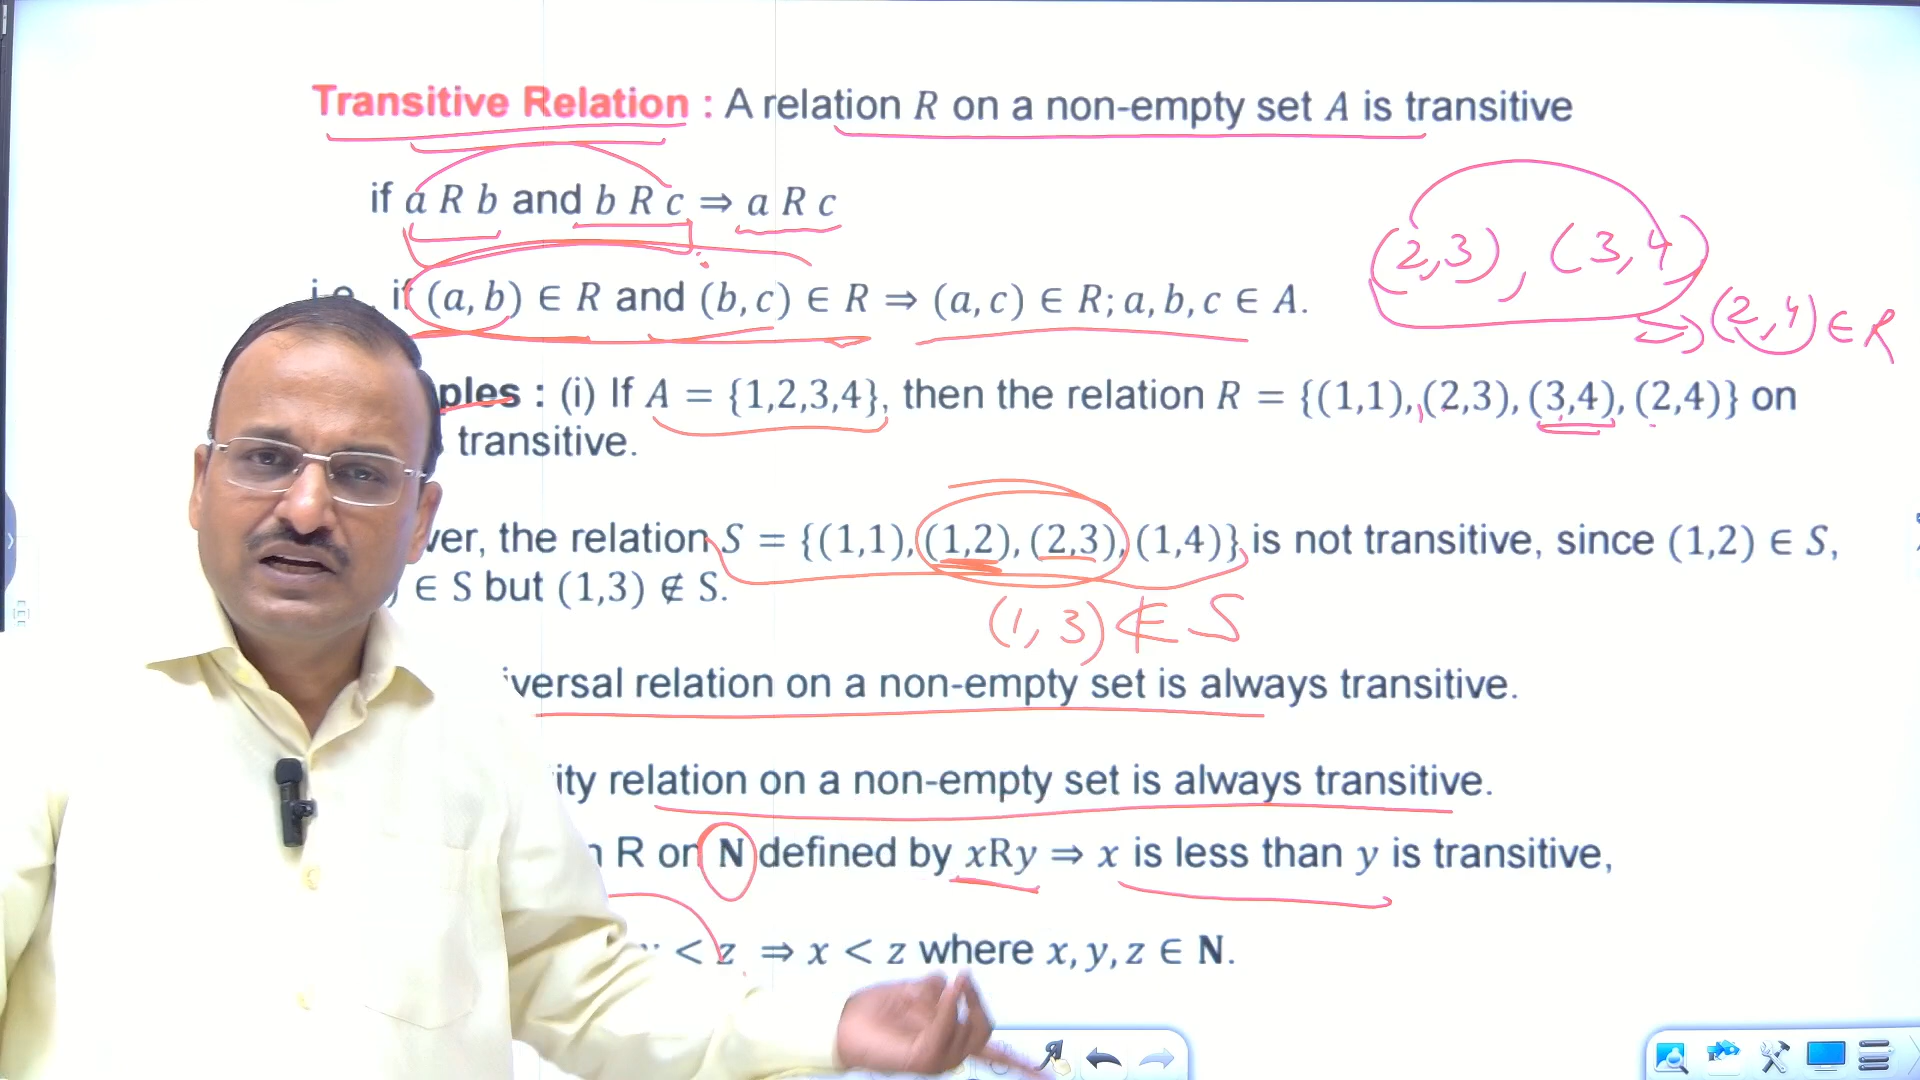 Transitive Relation : A relation R on a non-empty set A is transitive
if a R b and b R c ⇒ a R c
i.e., if (a, b) ∈ R and (b, c) ∈ R ⇒ (a, c) ∈ R; a, b, c ∈ A.
(2,3), (3,4)
⇒ (2,4) ∈ R
ples : (i) If A = {1,2,3,4}, then the relation R = {(1,1), (2,3), (3,4), (2,4)} on
transitive.
ver, the relation S = {(1,1), (1,2), (2,3), (1,4)} is not transitive, since (1,2) ∈ S,
) ∈ S but (1,3) ∉ S.
(1, 3) ∉ S
versal relation on a non-empty set is always transitive.
ity relation on a non-empty set is always transitive.
R on N defined by xRy ⇒ x is less than y is transitive,
< z ⇒ x < z where x, y, z ∈ N.